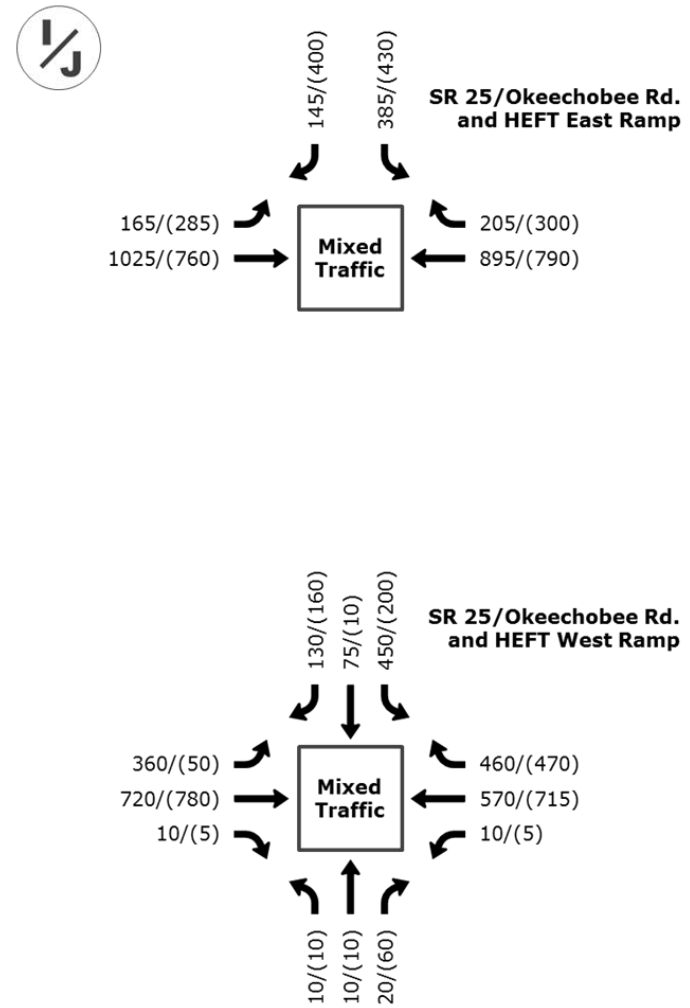 I/J
145/(400)
385/(430)
SR 25/Okeechobee Rd.
and HEFT East Ramp
165/(285)
205/(300)
1025/(760)
Mixed
Traffic
895/(790)
130/(160)
75/(10)
450/(200)
SR 25/Okeechobee Rd.
and HEFT West Ramp
360/(50)
460/(470)
720/(780)
Mixed
Traffic
570/(715)
10/(5)
10/(5)
10/(10)
10/(10)
20/(60)